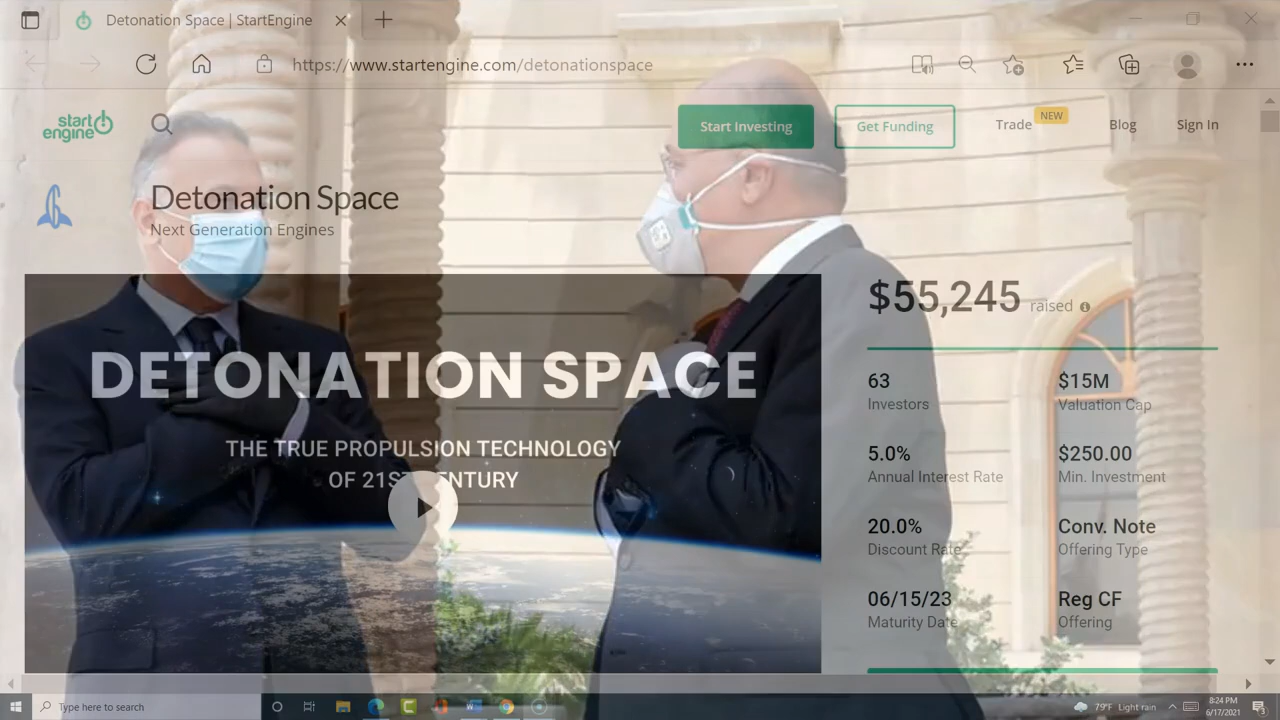 Detonation Space | StartEngine
https://www.startengine.com/detonationspace
start
engine
Start Investing
Get Funding
Trade
NEW
Blog
Sign In
Detonation Space
Next Generation Engines
DETONATION SPACE
THE TRUE PROPULSION TECHNOLOGY
OF 21ST CENTURY
$55,245 raised
63
Investors
$15M
Valuation Cap
5.0%
Annual Interest Rate
$250.00
Min. Investment
20.0%
Discount Rate
Conv. Note
Offering Type
06/15/23
Maturity Date
Reg CF
Offering
Type here to search
79°F Light rain
8:24 PM
6/17/2021